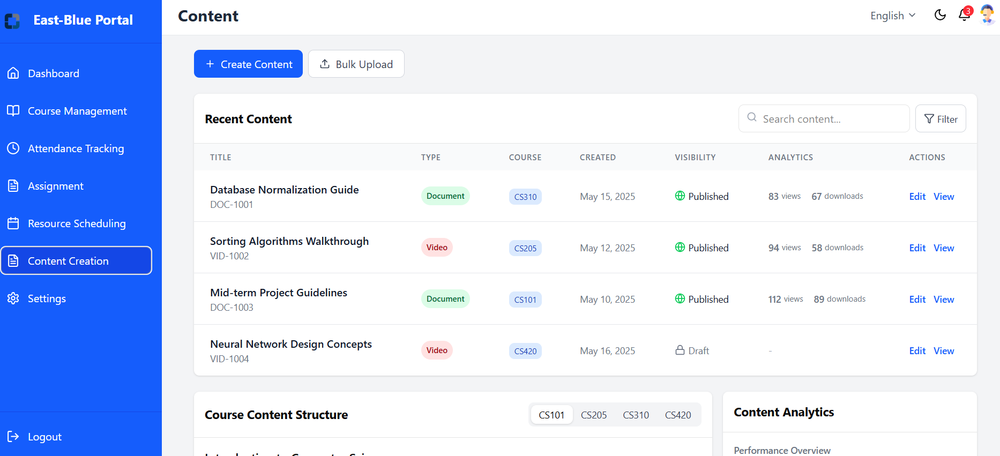 East-Blue Portal
Content
English
3
Dashboard
Course Management
Attendance Tracking
Assignment
Resource Scheduling
Content Creation
Settings
Logout
+ Create Content
Bulk Upload
Recent Content
Search content...
Filter
TITLE TYPE COURSE CREATED VISIBILITY ANALYTICS ACTIONS
Database Normalization Guide
DOC-1001
Document CS310 May 15, 2025 Published 83 views 67 downloads Edit View
Sorting Algorithms Walkthrough
VID-1002
Video CS205 May 12, 2025 Published 94 views 58 downloads Edit View
Mid-term Project Guidelines
DOC-1003
Document CS101 May 10, 2025 Published 112 views 89 downloads Edit View
Neural Network Design Concepts
VID-1004
Video CS420 May 16, 2025 Draft - Edit View
Course Content Structure
CS101 CS205 CS310 CS420
Content Analytics
Performance Overview